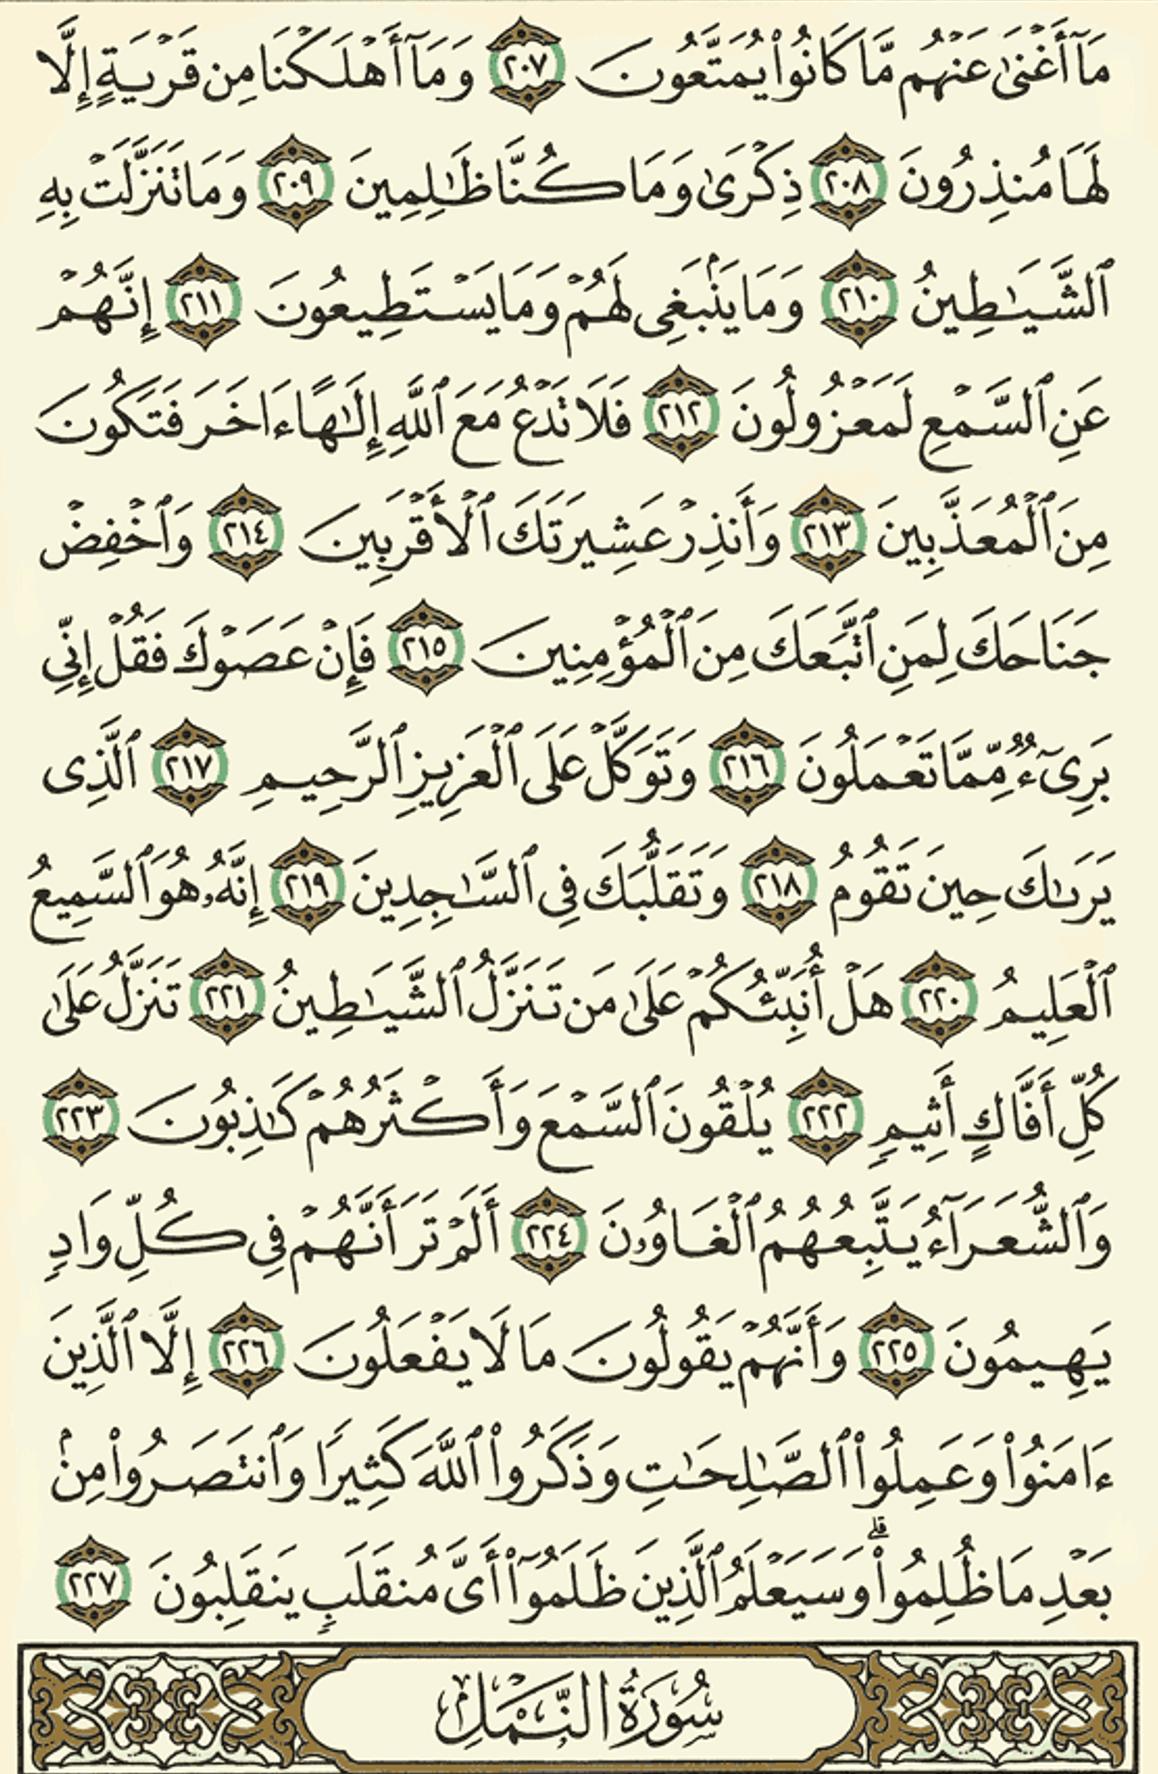 مَآ أَغْنَىٰ عَنْهُم مَّا كَانُوا۟ يُمَتَّعُونَ ٢٠٧ وَمَآ أَهْلَكْنَا مِن قَرْيَةٍ إِلَّا
لَهَا مُنذِرُونَ ٢٠٨ ذِكْرَىٰ وَمَا كُنَّا ظَـٰلِمِينَ ٢٠٩ وَمَا تَنَزَّلَتْ بِهِ
ٱلشَّيَـٰطِينُ ٢١٠ وَمَا يَنۢبَغِى لَهُمْ وَمَا يَسْتَطِيعُونَ ٢١١ إِنَّهُمْ
عَنِ ٱلسَّمْعِ لَمَعْزُولُونَ ٢١٢ فَلَا تَدْعُ مَعَ ٱللَّهِ إِلَـٰهًا ءَاخَرَ فَتَكُونَ
مِنَ ٱلْمُعَذَّبِينَ ٢١٣ وَأَنذِرْ عَشِيرَتَكَ ٱلْأَقْرَبِينَ ٢١٤ وَٱخْفِضْ
جَنَاحَكَ لِمَنِ ٱتَّبَعَكَ مِنَ ٱلْمُؤْمِنِينَ ٢١٥ فَإِنْ عَصَوْكَ فَقُلْ إِنِّى
بَرِىٓءٌ مِّمَّا تَعْمَلُونَ ٢١٦ وَتَوَكَّلْ عَلَى ٱلْعَزِيزِ ٱلرَّحِيمِ ٢١٧ ٱلَّذِى
يَرَىٰكَ حِينَ تَقُومُ ٢١٨ وَتَقَلُّبَكَ فِى ٱلسَّـٰجِدِينَ ٢١٩ إِنَّهُۥ هُوَ ٱلسَّمِيعُ
ٱلْعَلِيمُ ٢٢٠ هَلْ أُنَبِّئُكُمْ عَلَىٰ مَن تَنَزَّلُ ٱلشَّيَـٰطِينُ ٢٢١ تَنَزَّلُ عَلَىٰ
كُلِّ أَفَّاكٍ أَثِيمٍ ٢٢٢ يُلْقُونَ ٱلسَّمْعَ وَأَكْثَرُهُمْ كَـٰذِبُونَ ٢٢٣
وَٱلشُّعَرَآءُ يَتَّبِعُهُمُ ٱلْغَاوُۥنَ ٢٢٤ أَلَمْ تَرَ أَنَّهُمْ فِى كُلِّ وَادٍ
يَهِيمُونَ ٢٢٥ وَأَنَّهُمْ يَقُولُونَ مَا لَا يَفْعَلُونَ ٢٢٦ إِلَّا ٱلَّذِينَ
ءَامَنُوا۟ وَعَمِلُوا۟ ٱلصَّـٰلِحَـٰتِ وَذَكَرُوا۟ ٱللَّهَ كَثِيرًا وَٱنتَصَرُوا۟ مِنۢ
بَعْدِ مَا ظُلِمُوا۟ ۗ وَسَيَعْلَمُ ٱلَّذِينَ ظَلَمُوٓا۟ أَىَّ مُنقَلَبٍ يَنقَلِبُونَ ٢٢٧
سُورَةُ النَّمْلِ